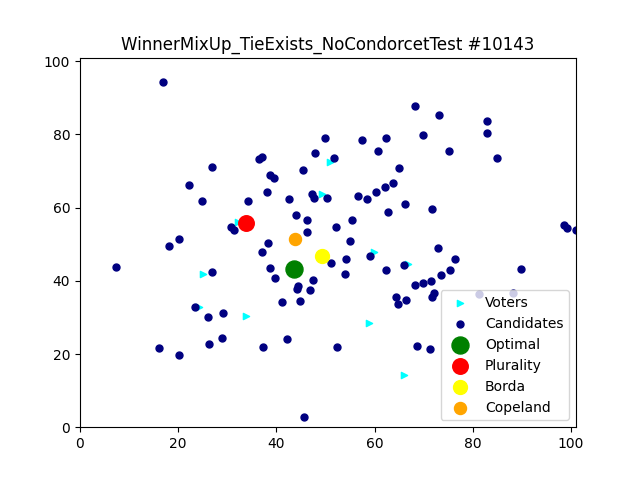 WinnerMixUp_TieExists_NoCondorcetTest #10143
100
80
60
40
20
0
Voters
Candidates
Optimal
Plurality
Borda
Copeland
0 20 40 60 80 100